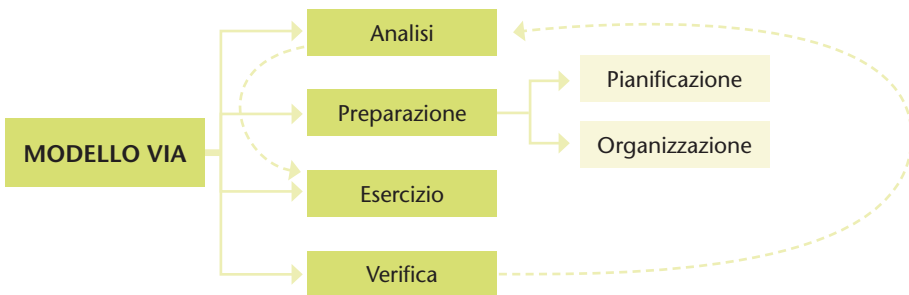 Analisi
Pianificazione
Preparazione
Organizzazione
MODELLO VIA
Esercizio
Verifica